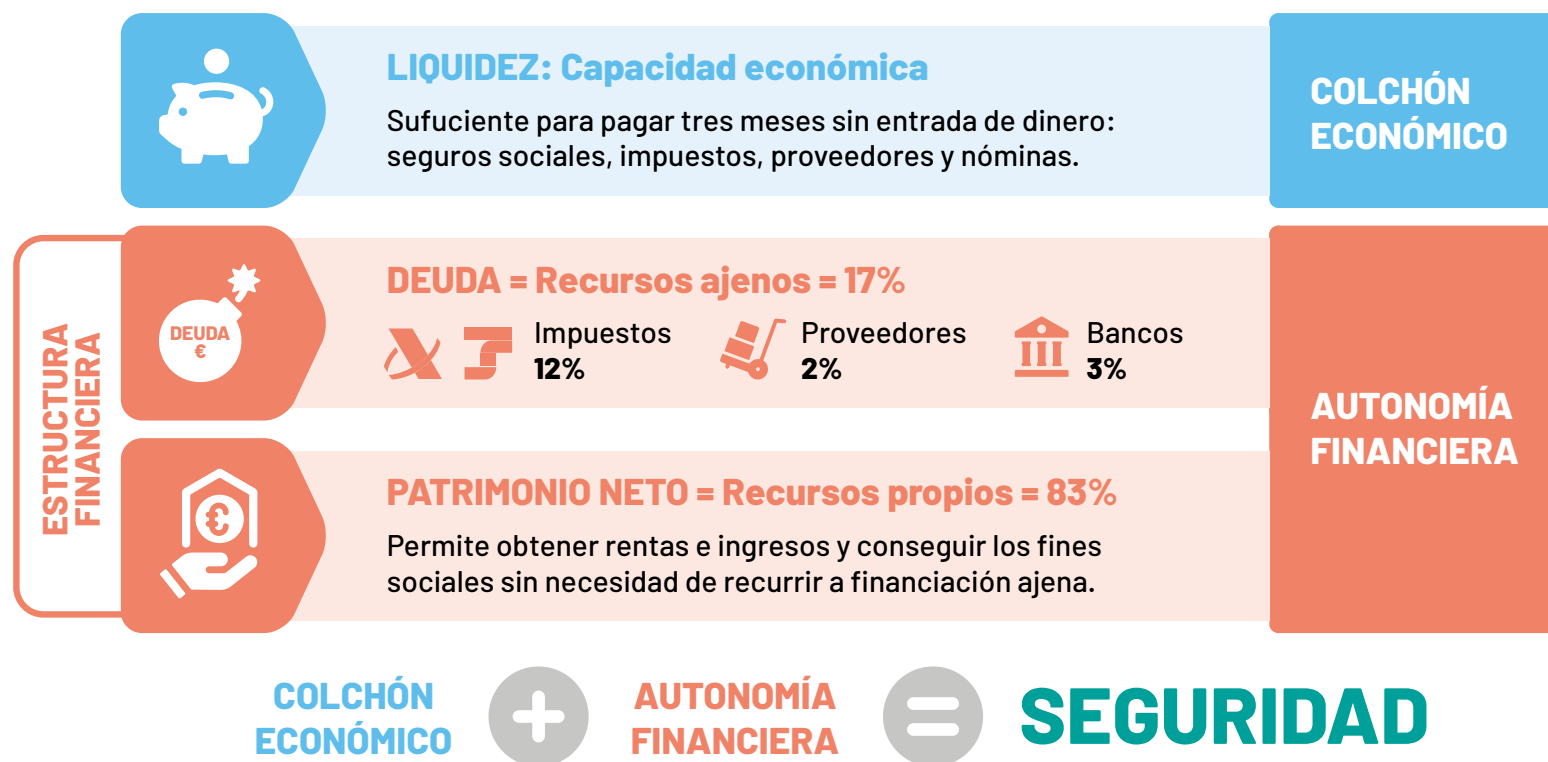 LIQUIDEZ: Capacidad económica
Sufuciente para pagar tres meses sin entrada de dinero:
seguros sociales, impuestos, proveedores y nóminas.
COLCHÓN
ECONÓMICO
ESTRUCTURA
FINANCIERA
DEUDA
€
DEUDA = Recursos ajenos = 17%
Impuestos
12%
Proveedores
2%
Bancos
3%
AUTONOMÍA
FINANCIERA
€
PATRIMONIO NETO = Recursos propios = 83%
Permite obtener rentas e ingresos y conseguir los fines
sociales sin necesidad de recurrir a financiación ajena.
COLCHÓN
ECONÓMICO
+
AUTONOMÍA
FINANCIERA
=
SEGURIDAD